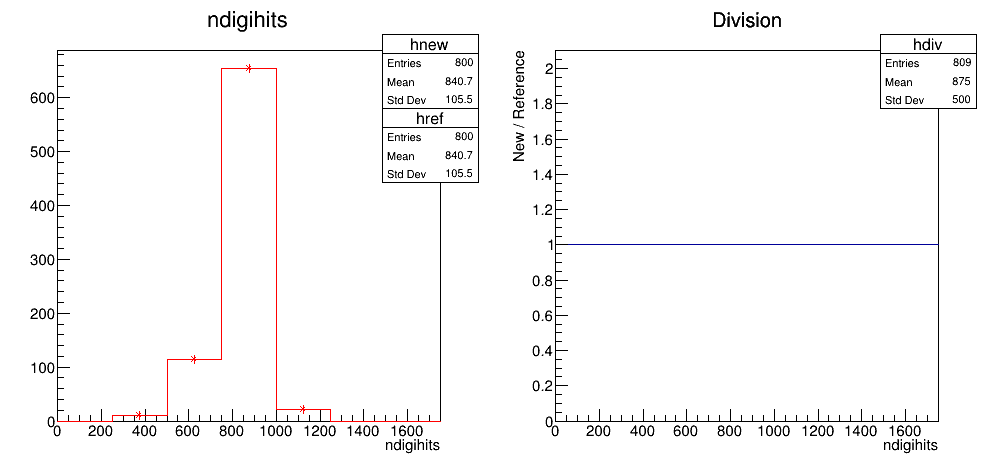 ndigihits
hnew
Entries 800
Mean 840.7
Std Dev 105.5
href
Entries 800
Mean 840.7
Std Dev 105.5
600
500
400
300
200
100
0
0 200 400 600 800 1000 1200 1400 1600
ndigihits
Division
hdiv
Entries 809
Mean 875
Std Dev 500
New / Reference
2
1.8
1.6
1.4
1.2
1
0.8
0.6
0.4
0.2
0
0 200 400 600 800 1000 1200 1400 1600
ndigihits